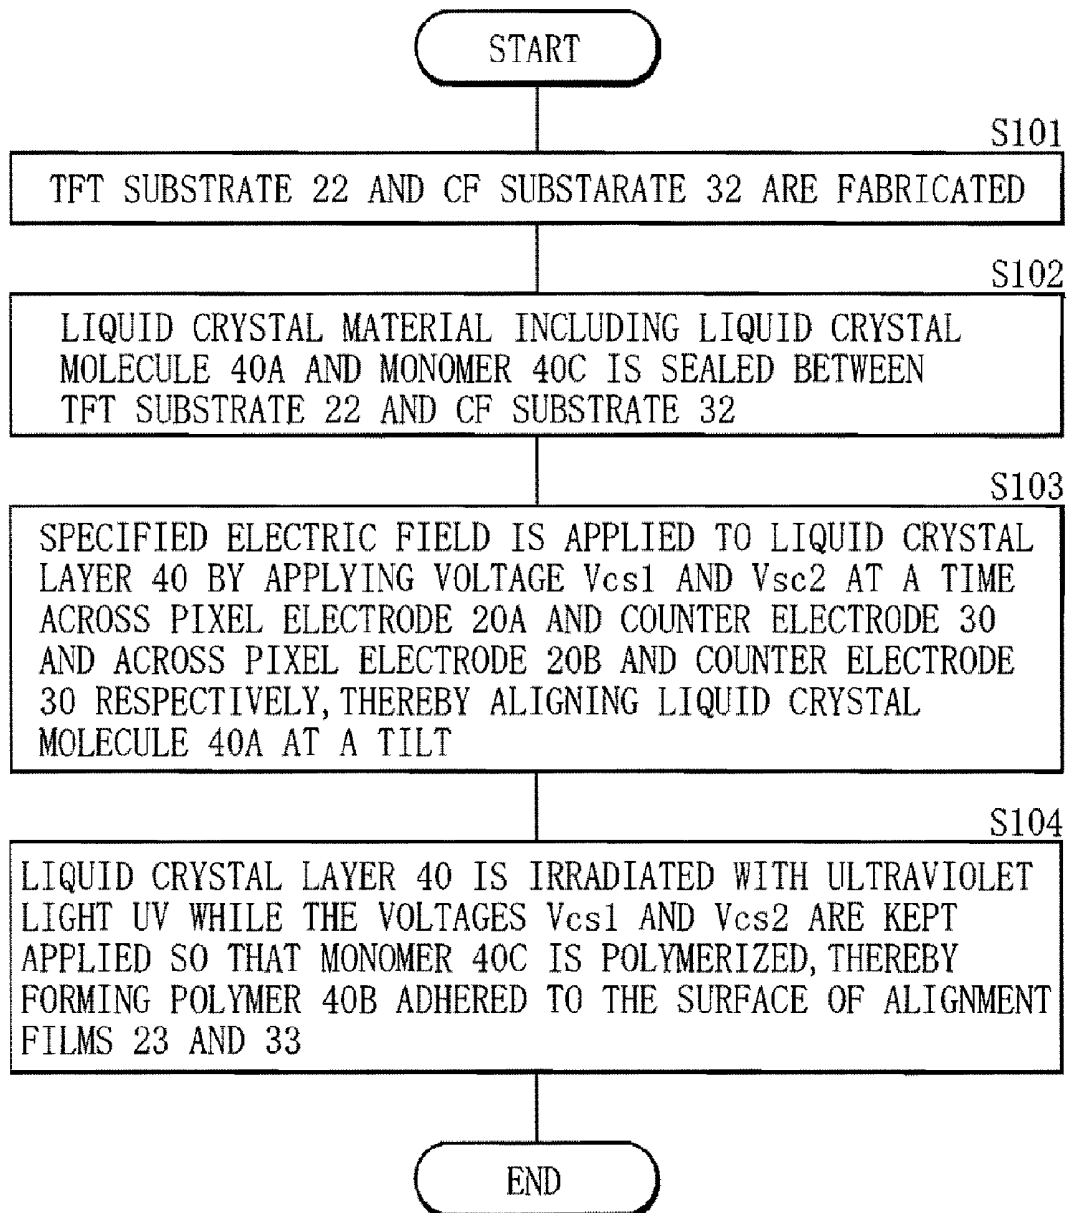 START
S101
TFT SUBSTRATE 22 AND CF SUBSTARATE 32 ARE FABRICATED
S102
LIQUID CRYSTAL MATERIAL INCLUDING LIQUID CRYSTAL
MOLECULE 40A AND MONOMER 40C IS SEALED BETWEEN
TFT SUBSTRATE 22 AND CF SUBSTRATE 32
S103
SPECIFIED ELECTRIC FIELD IS APPLIED TO LIQUID CRYSTAL
LAYER 40 BY APPLYING VOLTAGE Vcs1 AND Vsc2 AT A TIME
ACROSS PIXEL ELECTRODE 20A AND COUNTER ELECTRODE 30
AND ACROSS PIXEL ELECTRODE 20B AND COUNTER ELECTRODE
30 RESPECTIVELY, THEREBY ALIGNING LIQUID CRYSTAL
MOLECULE 40A AT A TILT
S104
LIQUID CRYSTAL LAYER 40 IS IRRADIATED WITH ULTRAVIOLET
LIGHT UV WHILE THE VOLTAGES Vcs1 AND Vcs2 ARE KEPT
APPLIED SO THAT MONOMER 40C IS POLYMERIZED, THEREBY
FORMING POLYMER 40B ADHERED TO THE SURFACE OF ALIGNMENT
FILMS 23 AND 33
END